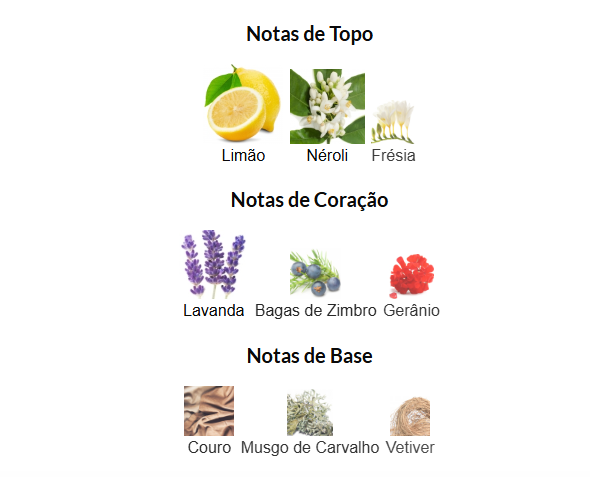 Notas de Topo
Limão Néroli Frésia
Notas de Coração
Lavanda Bagas de Zimbro Gerânio
Notas de Base
Couro Musgo de Carvalho Vetiver